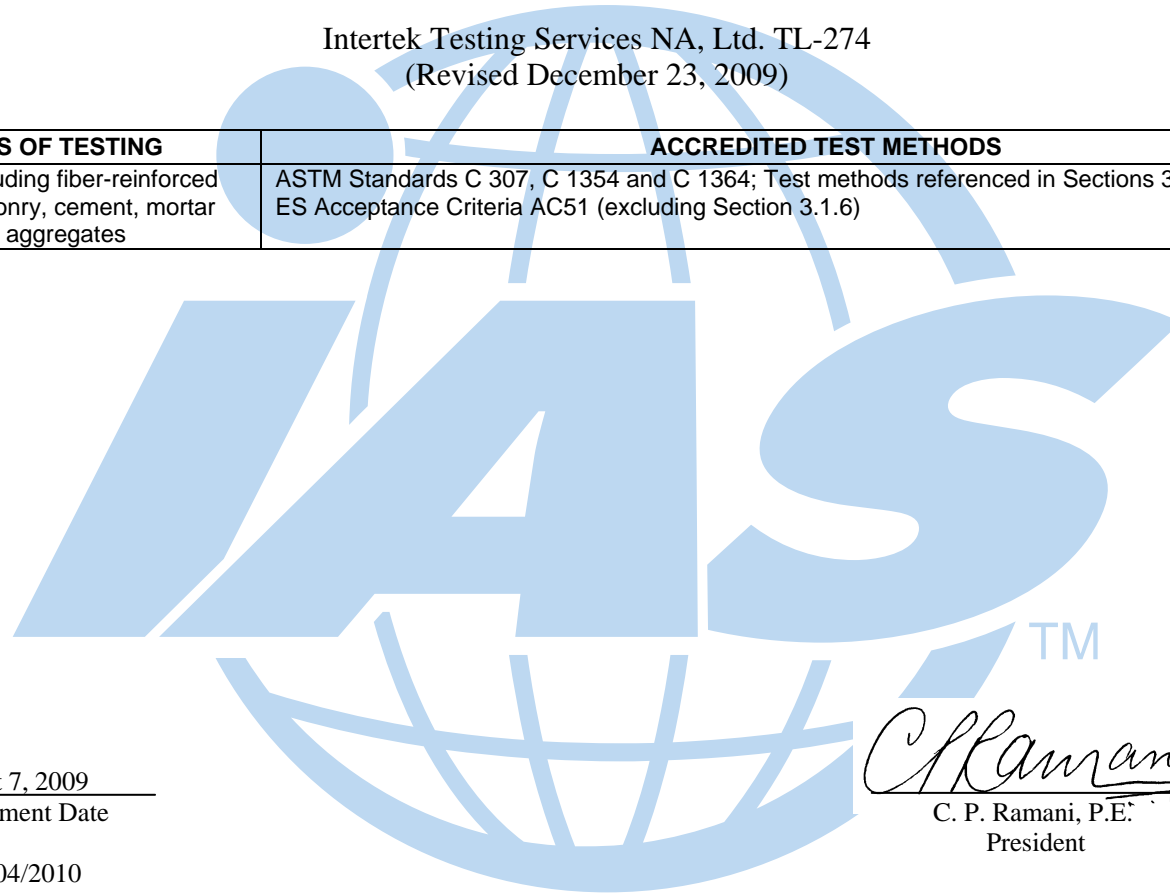 Intertek Testing Services NA, Ltd. TL-274
(Revised December 23, 2009)
S OF TESTING ACCREDITED TEST METHODS
uding fiber-reinforced ASTM Standards C 307, C 1354 and C 1364; Test methods referenced in Sections 3
onry, cement, mortar ES Acceptance Criteria AC51 (excluding Section 3.1.6)
aggregates
IAS
TM
t 7, 2009
ment Date
C. P. Ramani, P.E.
President
04/2010